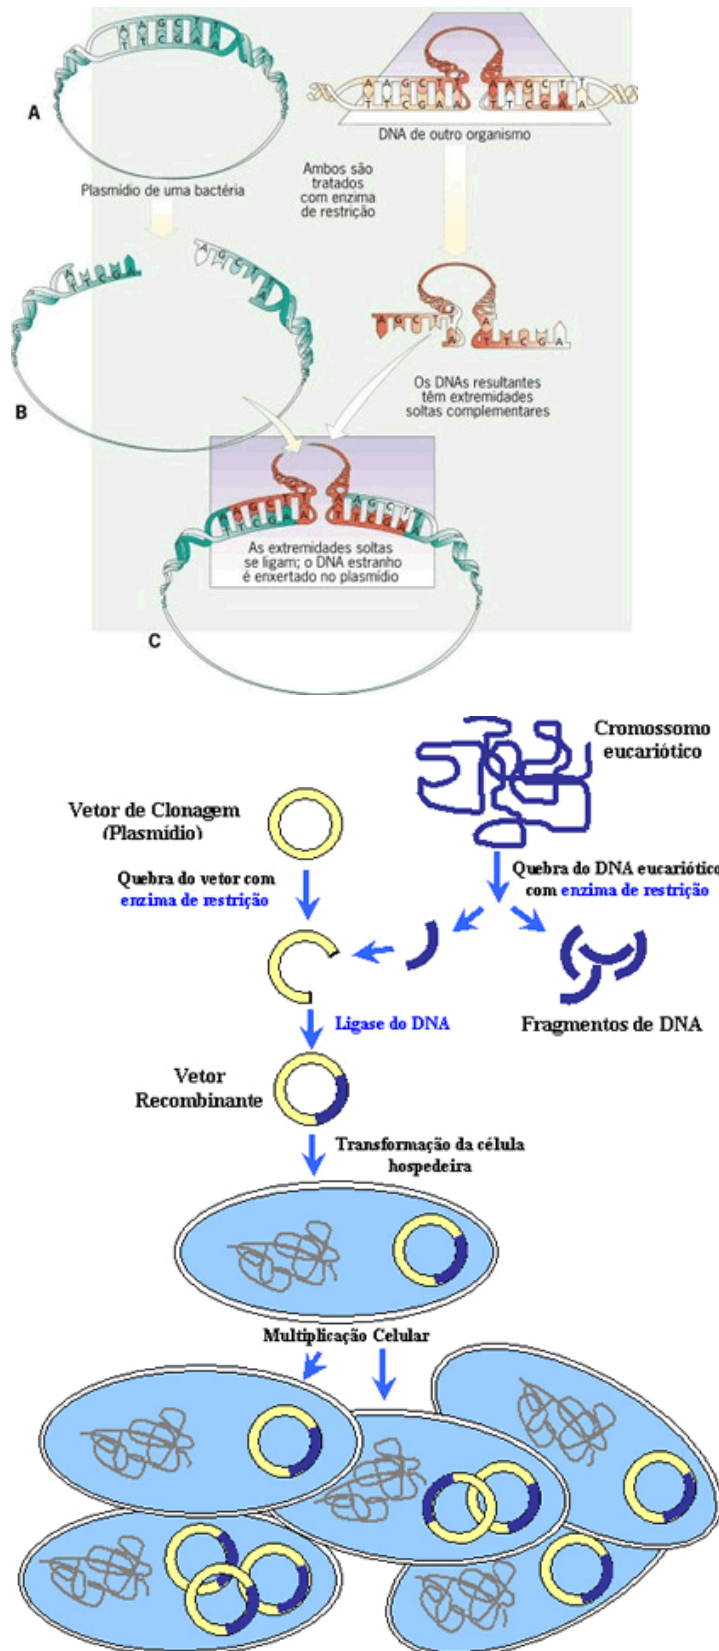 A A G C T T
T T C G A A
A
Plasmídio de uma bactéria
A A G C T T A A G C T T
T T C G A A T T C G A A
DNA de outro organismo
Ambos são
tratados
com enzima
de restrição
A
T T C G A
A G C T T
A
B
A G C T T
A
A
T T C G A
Os DNAs resultantes
têm extremidades
soltas complementares
A A G C T T A A G C T T
T T C G A A T T C G A A
As extremidades soltas
se ligam; o DNA estranho
é enxertado no plasmídio
C
Cromossomo
eucariótico
Vetor de Clonagem
(Plasmídio)
Quebra do vetor com
enzima de restrição
Quebra do DNA eucariótico
com enzima de restrição
Ligase do DNA
Fragmentos de DNA
Vetor
Recombinante
Transformação da célula
hospedeira
Multiplicação Celular